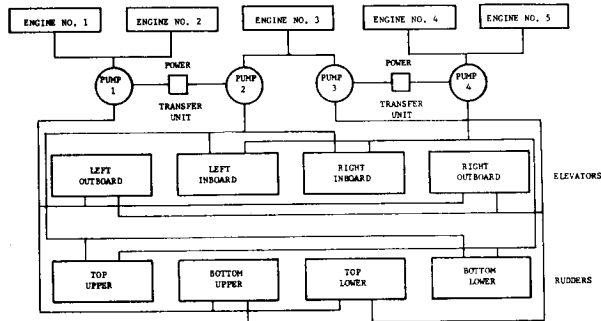 ENGINE NO. 1
ENGINE NO. 2
ENGINE NO. 3
ENGINE NO. 4
ENGINE NO. 5
POWER
POWER
PUMP
1
PUMP
2
PUMP
3
PUMP
4
TRANSFER
UNIT
TRANSFER
UNIT
LEFT
OUTBOARD
LEFT
INBOARD
RIGHT
INBOARD
RIGHT
OUTBOARD
ELEVATORS
TOP
UPPER
BOTTOM
UPPER
TOP
LOWER
BOTTOM
LOWER
RUDDERS